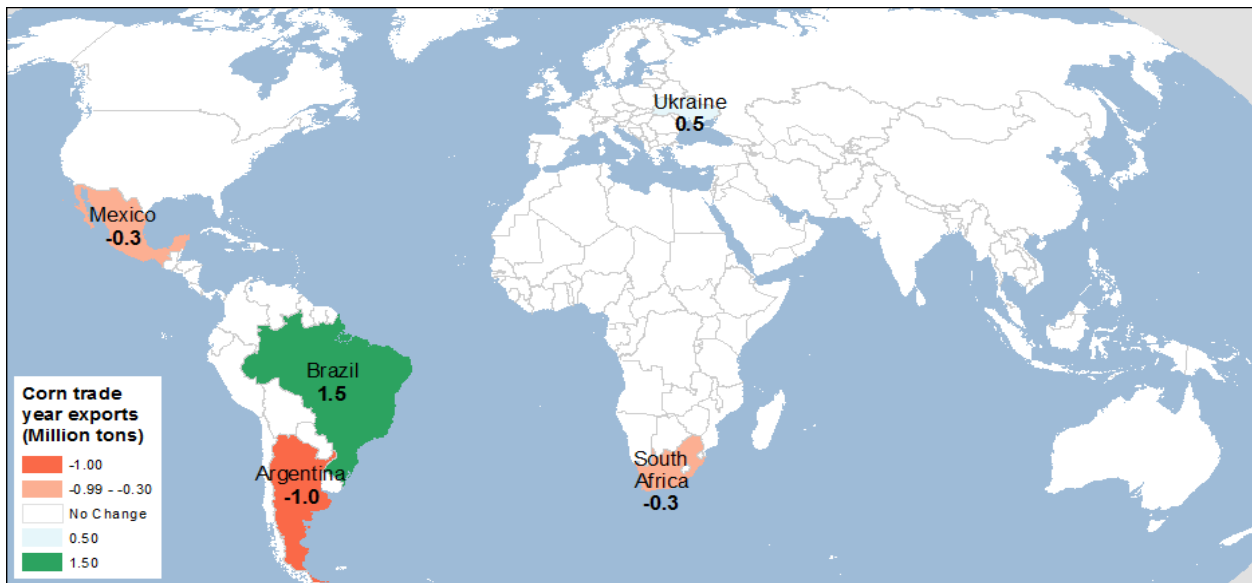 Ukraine
0.5
Mexico
-0.3
Brazil
1.5
Argentina
-1.0
South
Africa
-0.3
Corn trade
year exports
(Million tons)
-1.00
-0.99 - -0.30
No Change
0.50
1.50